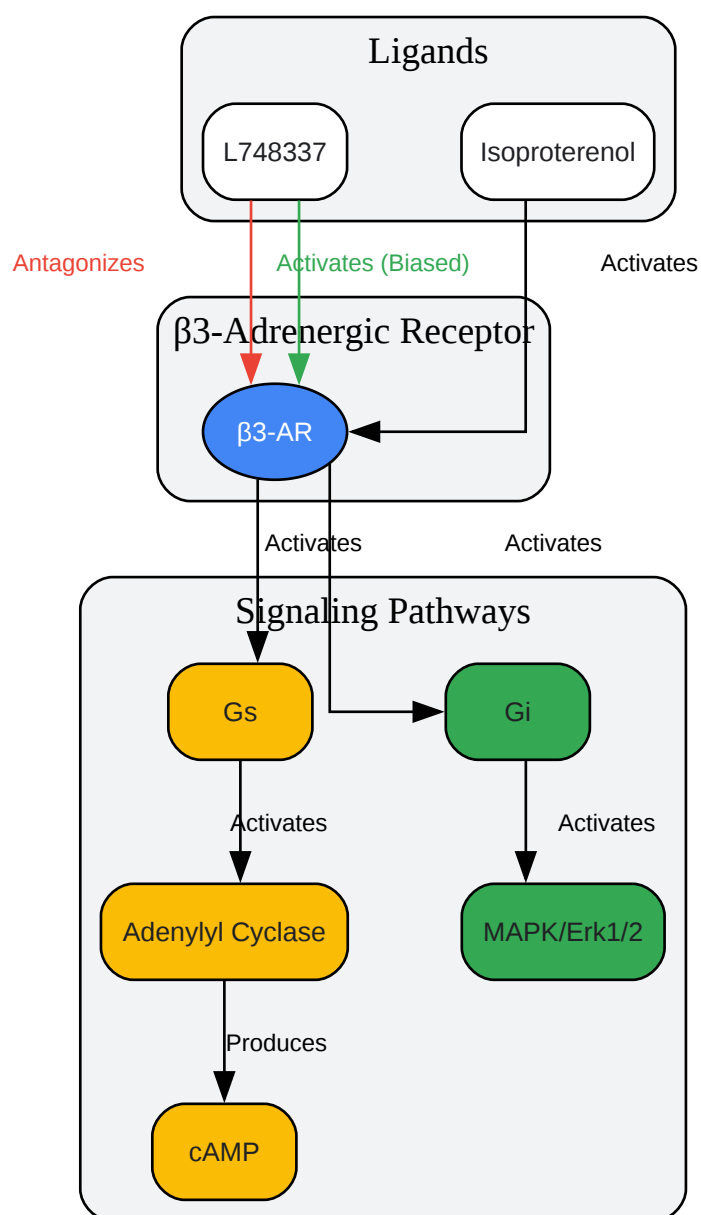 Ligands
L748337
Isoproterenol
Antagonizes
Activates (Biased)
Activates
β3-Adrenergic Receptor
β3-AR
Activates
Activates
Signaling Pathways
Gs
Gi
Activates
Activates
Adenylyl Cyclase
MAPK/Erk1/2
Produces
cAMP